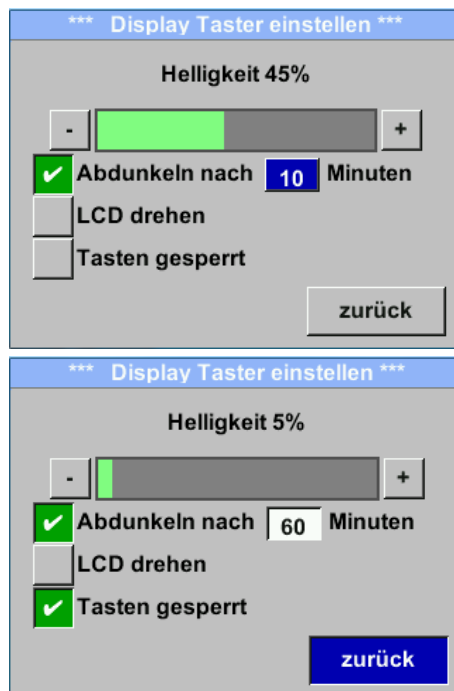 *** Display Taster einstellen ***
Helligkeit 45%
- +
Abdunkeln nach 10 Minuten
LCD drehen
Tasten gesperrt
zurück
*** Display Taster einstellen ***
Helligkeit 5%
- +
Abdunkeln nach 60 Minuten
LCD drehen
Tasten gesperrt
zurück